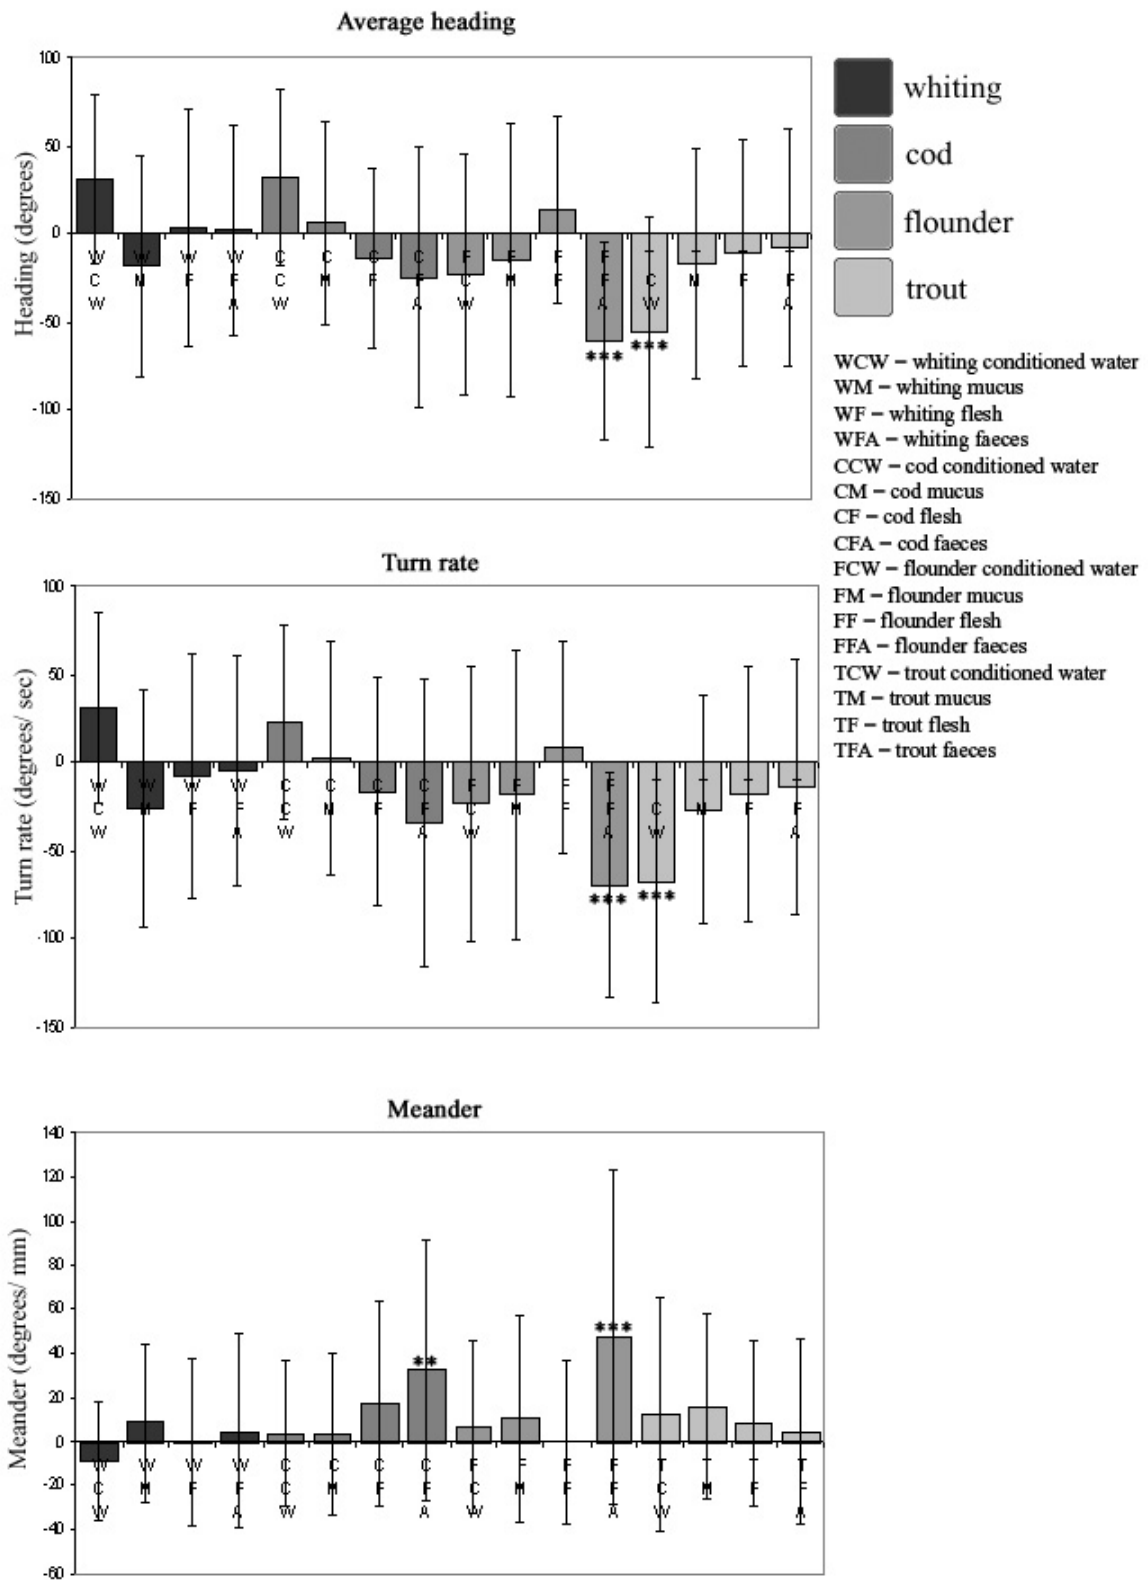 Average heading
Heading (degrees)
100
50
0
-50
-100
-150
W W W W C C C C F F F F T T T T
C M F F C M F F C M F F C M F F
W A W A W A W A
*** ***
whiting
cod
flounder
trout
WCW – whiting conditioned water
WM – whiting mucus
WF – whiting flesh
WFA – whiting faeces
CCW – cod conditioned water
CM – cod mucus
CF – cod flesh
CFA – cod faeces
FCW – flounder conditioned water
FM – flounder mucus
FF – flounder flesh
FFA – flounder faeces
TCW – trout conditioned water
TM – trout mucus
TF – trout flesh
TFA – trout faeces
Turn rate
Turn rate (degrees/ sec)
100
50
0
-50
-100
-150
W W W W C C C C F F F F T T T T
C M F F C M F F C M F F C M F F
W A W A W A W A
*** ***
Meander
Meander (degrees/ mm)
140
120
100
80
60
40
20
0
-20
-40
-60
** ***
W W W W C C C C F F F F T T T T
C M F F C M F F C M F F C M F F
W A W A W A W A